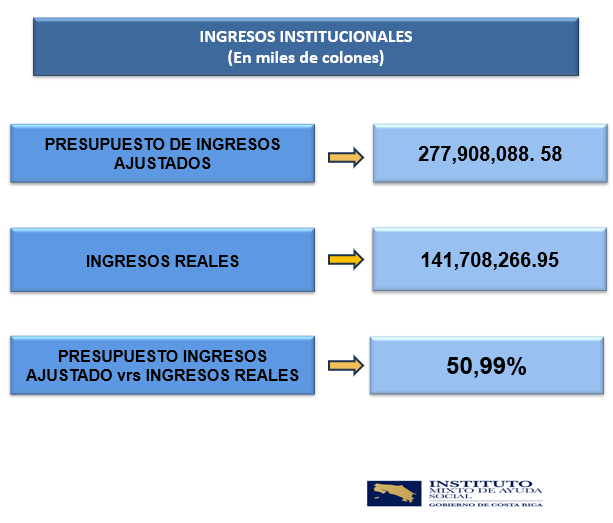 INGRESOS INSTITUCIONALES
(En miles de colones)
PRESUPUESTO DE INGRESOS
AJUSTADOS
277,908,088. 58
INGRESOS REALES
141,708,266.95
PRESUPUESTO INGRESOS
AJUSTADO vrs INGRESOS REALES
50,99%
INSTITUTO
MIXTO DE AYUDA
SOCIAL
GOBIERNO DE COSTA RICA